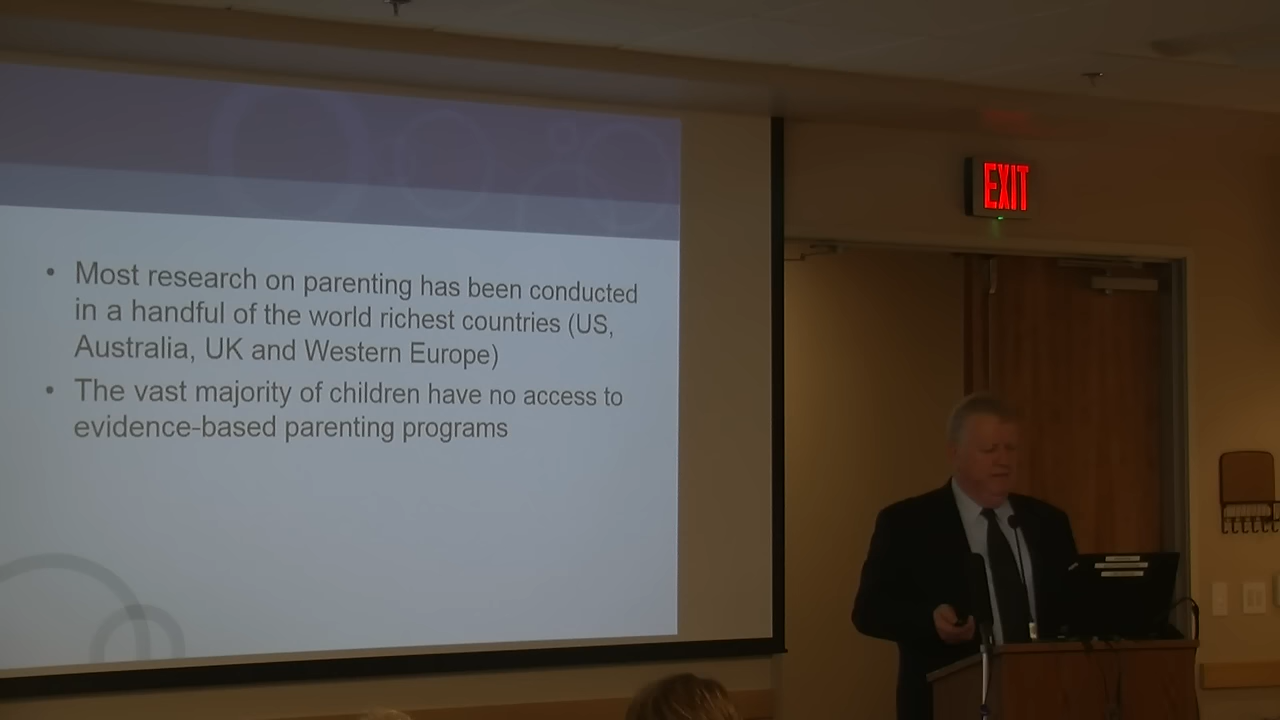 • Most research on parenting has been conducted
in a handful of the world richest countries (US,
Australia, UK and Western Europe)
• The vast majority of children have no access to
evidence-based parenting programs
EXIT